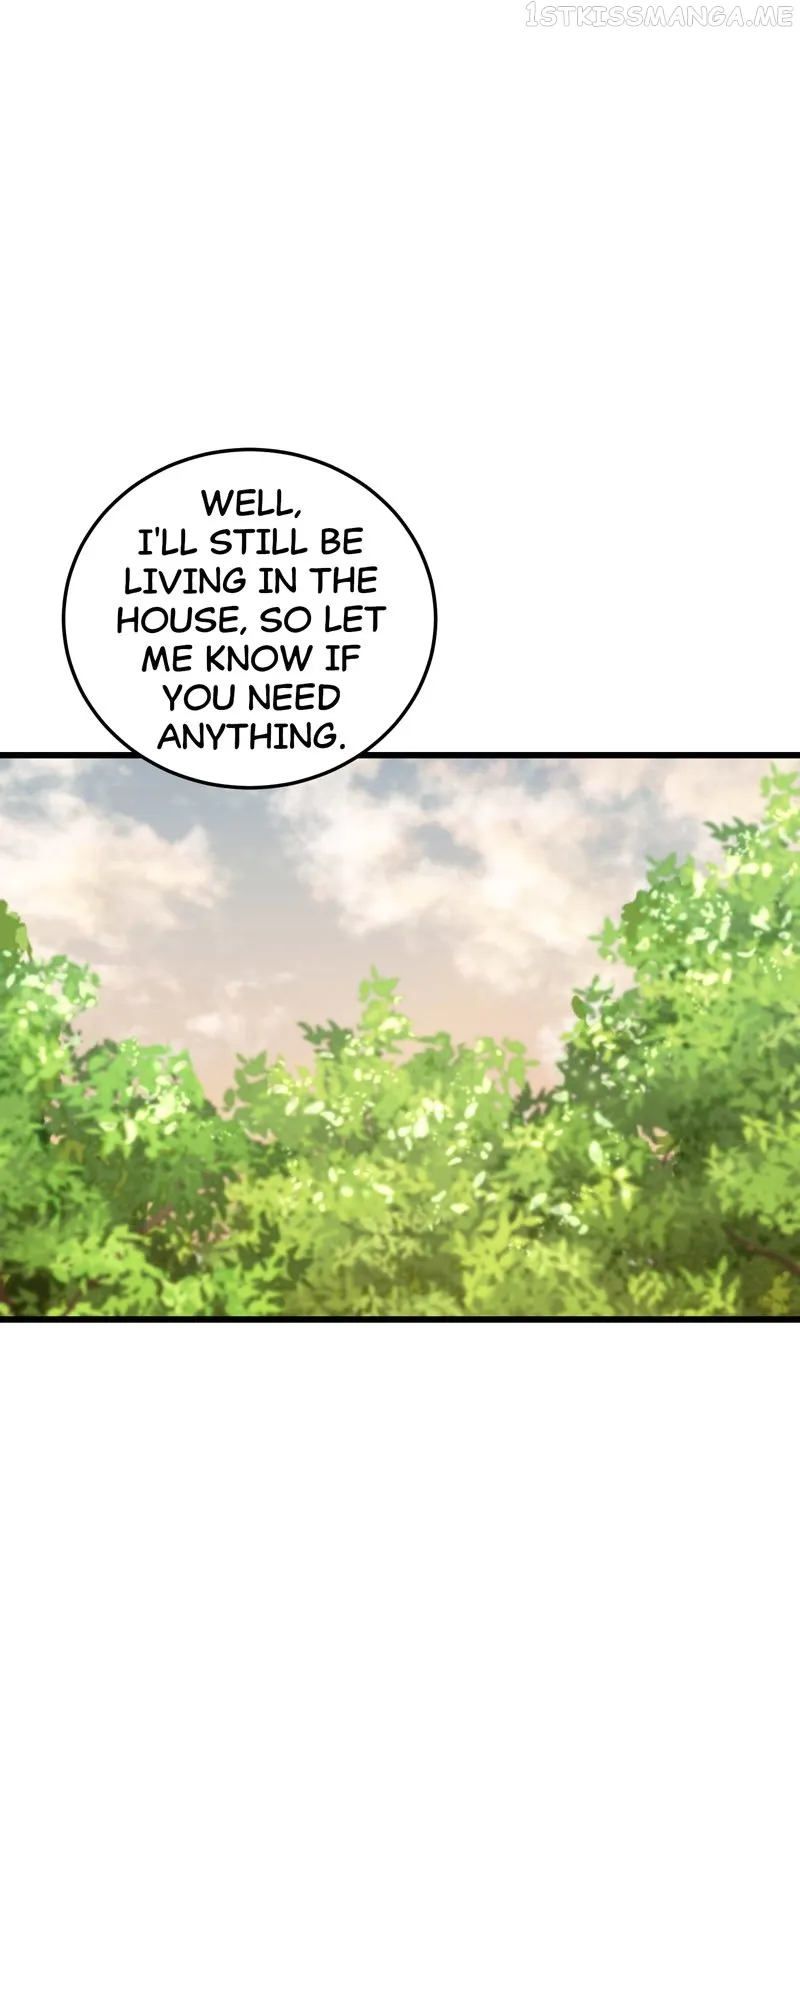 1STKISSMANGA.ME
WELL,
I'LL STILL BE
LIVING IN THE
HOUSE, SO LET
ME KNOW IF
YOU NEED
ANYTHING.